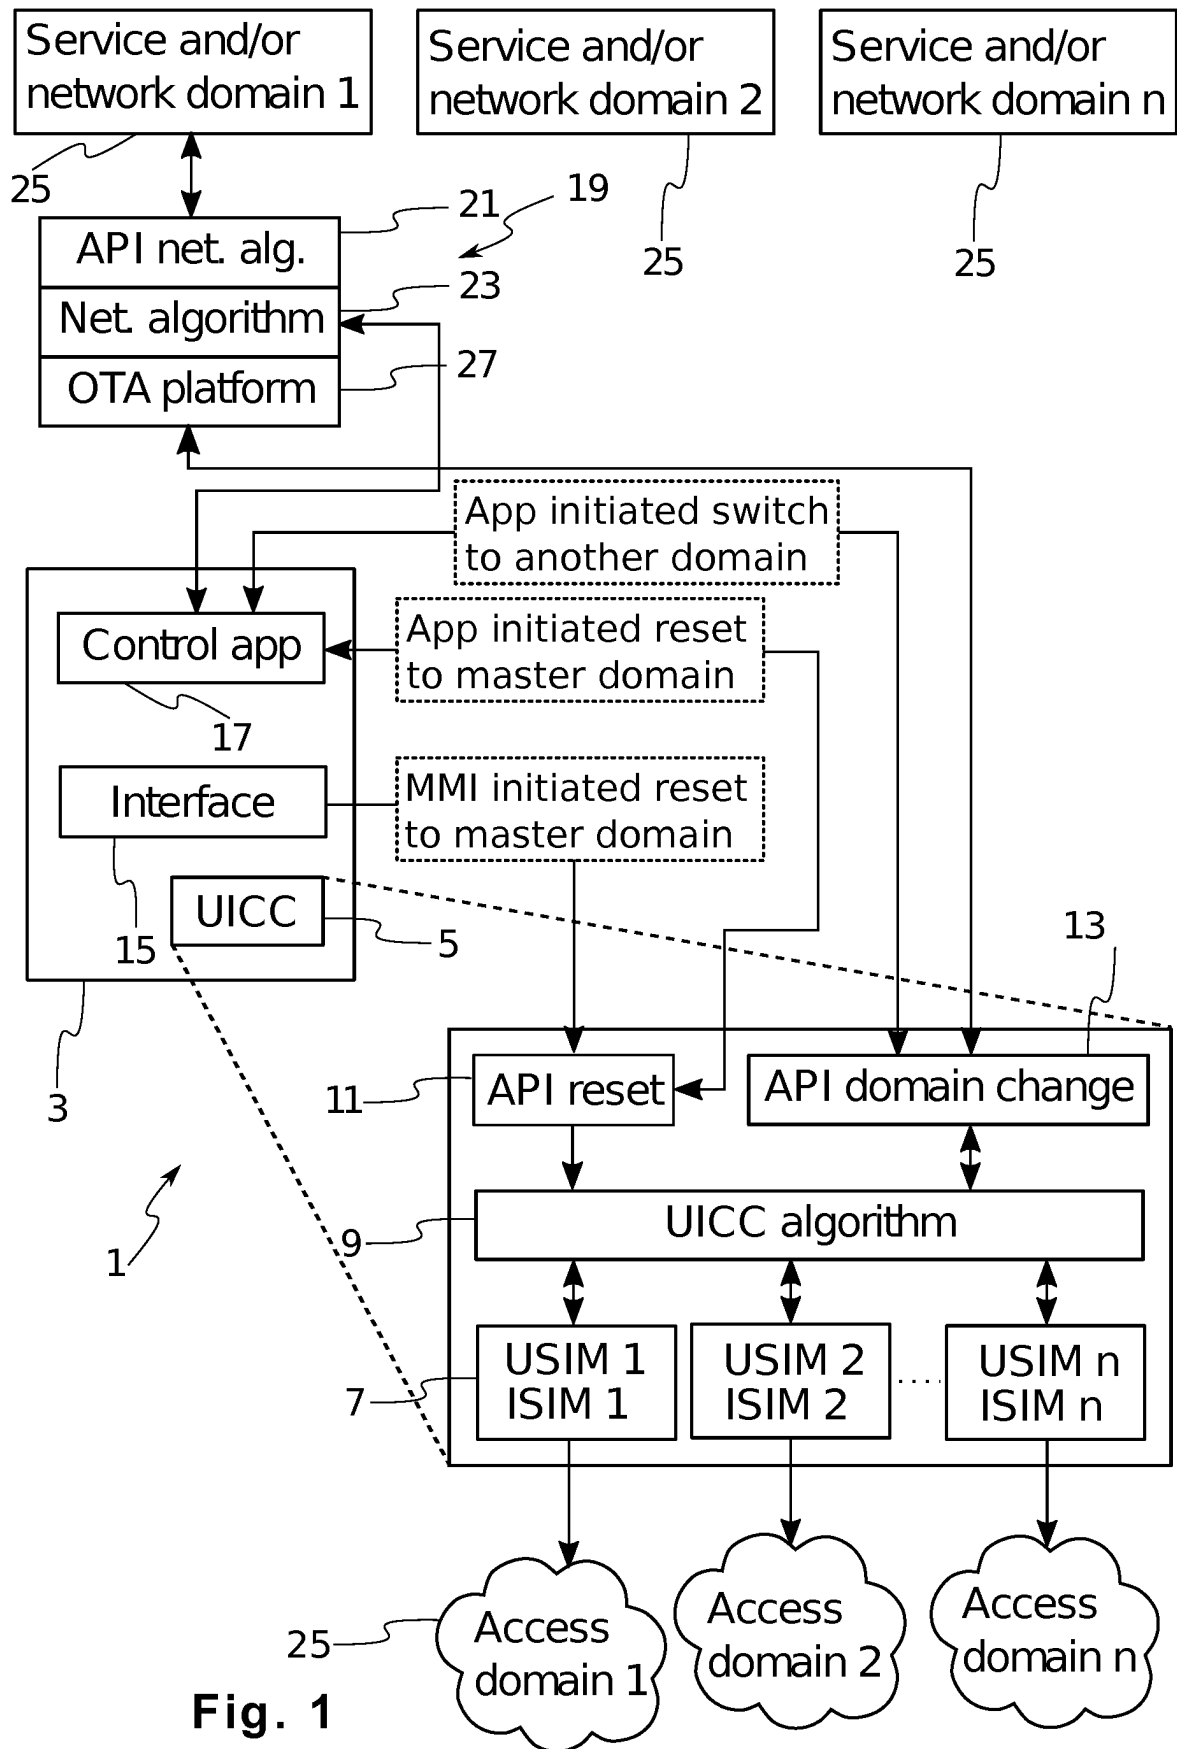 Service and/or
network domain 1
Service and/or
network domain 2
Service and/or
network domain n
25
25
25
19
21
API net. alg.
23
Net. algorithm
27
OTA platform
App initiated switch
to another domain
Control app
App initiated reset
to master domain
17
Interface
MMI initiated reset
to master domain
UICC
15
5
13
3
11
API reset
API domain change
9
UICC algorithm
1
7
USIM 1
ISIM 1
USIM 2
ISIM 2
.....
USIM n
ISIM n
25
Access
domain 1
Access
domain 2
Access
domain n
Fig. 1